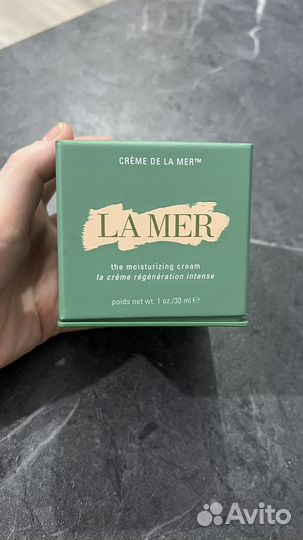 CRÈME DE LA MER™
LA MER
the moisturizing cream
la crème régénération intense
poids net wt. 1 oz./30 ml ℮
Avito